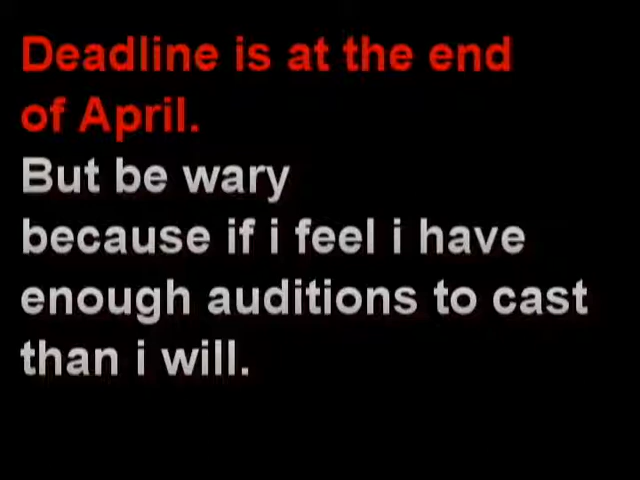 Deadline is at the end
of April.
But be wary
because if i feel i have
enough auditions to cast
than i will.